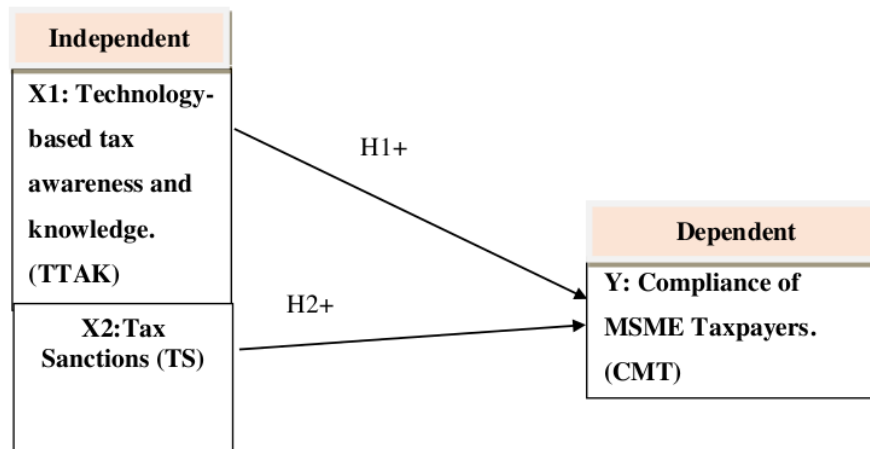 Independent
X1: Technology-
based tax
awareness and
knowledge.
(TTAK)
H1+
Dependent
Y: Compliance of
MSME Taxpayers.
(CMT)
H2+
X2:Tax
Sanctions (TS)